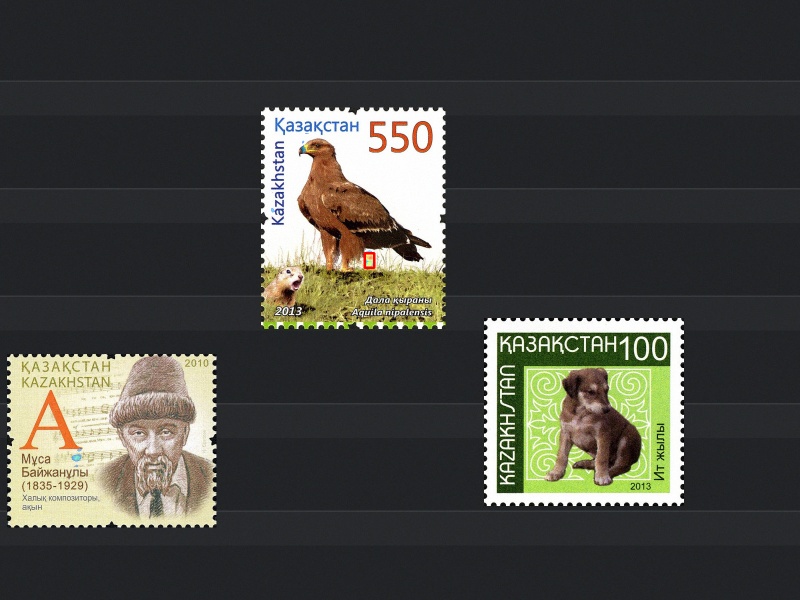 Қазақстан
550
Kazakhstan
2013
Дала қыраны
Aquila nipalensis
ҚАЗАҚСТАН
2010
KAZAKHSTAN
А
Мұса
Байжанұлы
(1835-1929)
Халық композиторы,
ақын
ҚАЗАҚСТАН 100
KAZAKHSTAN
Ит жылы
2013